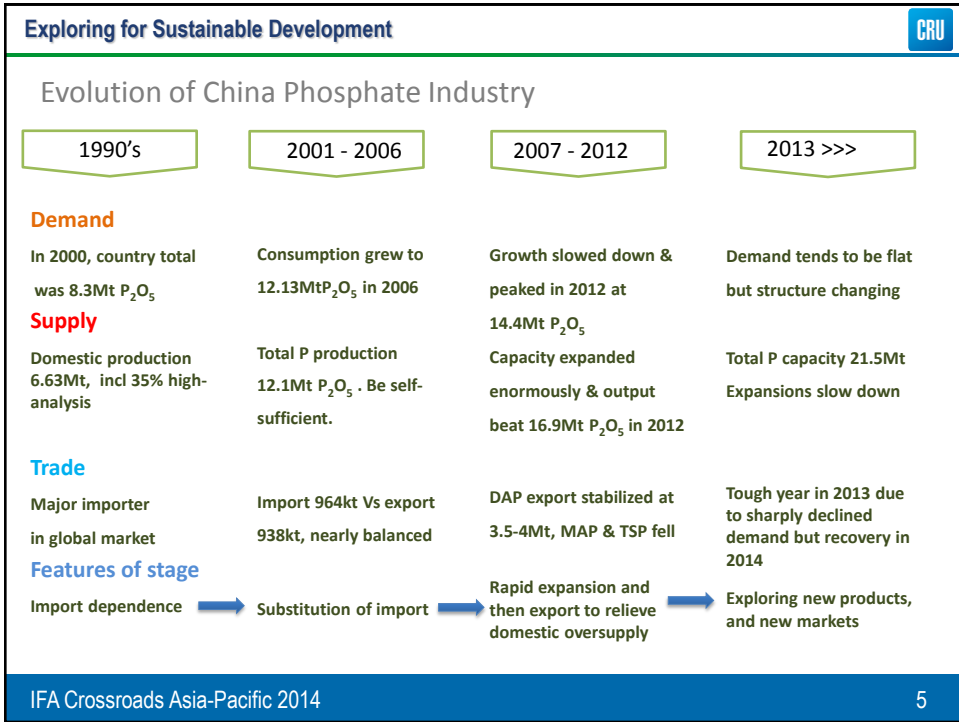 Exploring for Sustainable Development
CRU
Evolution of China Phosphate Industry
1990's
2001 - 2006
2007 - 2012
2013 >>>
Demand
In 2000, country total
was 8.3Mt P₂O₅
Consumption grew to
12.13MtP₂O₅ in 2006
Growth slowed down &
peaked in 2012 at
14.4Mt P₂O₅
Demand tends to be flat
but structure changing
Supply
Domestic production
6.63Mt, incl 35% high-
analysis
Total P production
12.1Mt P₂O₅ . Be self-
sufficient.
Capacity expanded
enormously & output
beat 16.9Mt P₂O₅ in 2012
Total P capacity 21.5Mt
Expansions slow down
Trade
Major importer
in global market
Import 964kt Vs export
938kt, nearly balanced
DAP export stabilized at
3.5-4Mt, MAP & TSP fell
Tough year in 2013 due
to sharply declined
demand but recovery in
2014
Features of stage
Import dependence
Substitution of import
Rapid expansion and
then export to relieve
domestic oversupply
Exploring new products,
and new markets
IFA Crossroads Asia-Pacific 2014
5